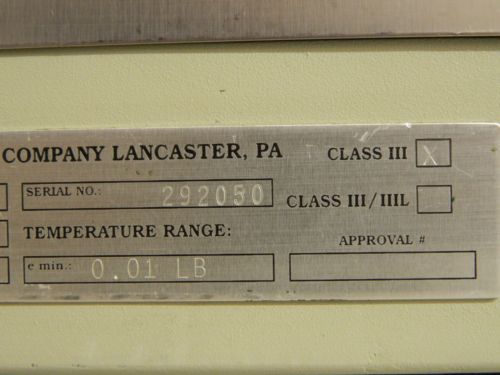 COMPANY LANCASTER, PA CLASS III X
SERIAL NO.: 292050 CLASS III/IIIL
TEMPERATURE RANGE: APPROVAL #
e min.: 0.01 LB